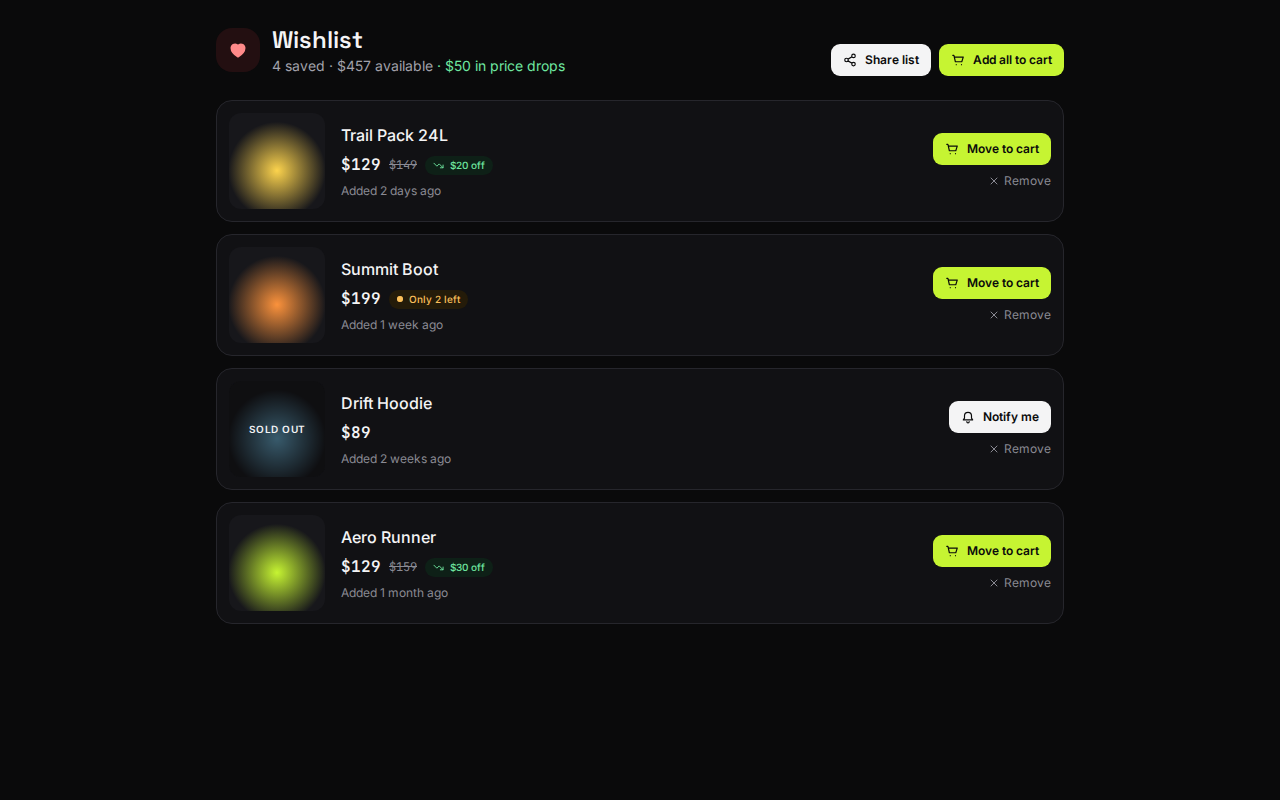 Wishlist
4 saved · $457 available · $50 in price drops
Share list
Add all to cart
Trail Pack 24L
$129 $149 $20 off
Added 2 days ago
Move to cart
Remove
Summit Boot
$199 Only 2 left
Added 1 week ago
Move to cart
Remove
SOLD OUT
Drift Hoodie
$89
Added 2 weeks ago
Notify me
Remove
Aero Runner
$129 $159 $30 off
Added 1 month ago
Move to cart
Remove